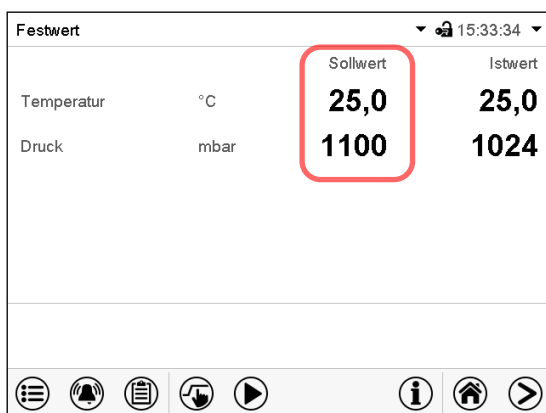 Festwert 15:33:34
Sollwert Istwert
Temperatur °C 25,0 25,0
Druck mbar 1100 1024